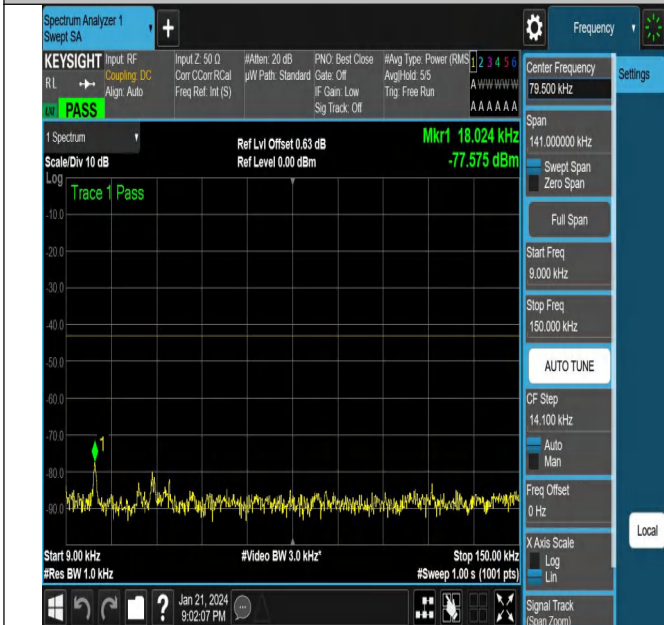 Spectrum Analyzer 1
Swept SA
Frequency
KEYSIGHT
RL
PASS
Input: RF
Coupling: DC
Align: Auto
Input Z: 50 Ω
Corr CCorr RCal
Freq Ref: Int (S)
#Atten: 20 dB
µW Path: Standard
PNO: Best Close
Gate: Off
IF Gain: Low
Sig Track: Off
#Avg Type: Power (RMS
Avg|Hold: 5/5
Trig: Free Run
1 2 3 4 5 6
A W W W W W
A A A A A A
1 Spectrum
Scale/Div 10 dB
Ref Lvl Offset 0.63 dB
Ref Level 0.00 dBm
Mkr1 18.024 kHz
-77.575 dBm
Log
Trace 1 Pass
-10.0
-20.0
-30.0
-40.0
-50.0
-60.0
-70.0
1
-80.0
-90.0
Start 9.00 kHz
#Res BW 1.0 kHz
#Video BW 3.0 kHz*
Stop 150.00 kHz
#Sweep 1.00 s (1001 pts)
Jan 21, 2024
9:02:07 PM
Center Frequency
79.500 kHz
Settings
Span
141.000000 kHz
Swept Span
Zero Span
Full Span
Start Freq
9.000 kHz
Stop Freq
150.000 kHz
AUTO TUNE
CF Step
14.100 kHz
Auto
Man
Freq Offset
0 Hz
Local
X Axis Scale
Log
Lin
Signal Track
(Span Zoom)